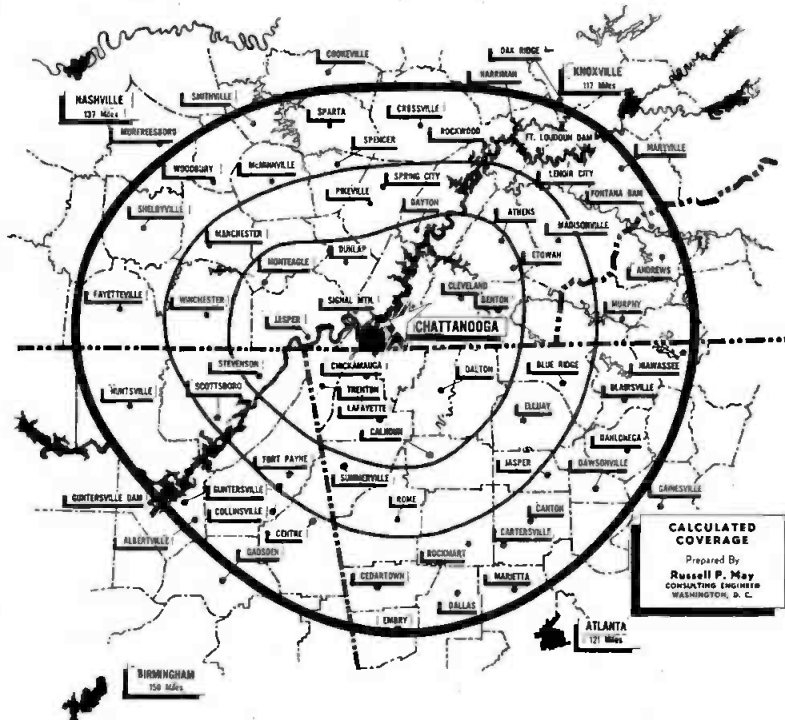 COOKEVILLE
OAK RIDGE
HARRIMAN
KNOXVILLE
117 Miles
NASHVILLE
137 Miles
SMITHVILLE
SPARTA
CROSSVILLE
MURFREESBORO
ROCKWOOD
FT. LOUDOUN DAM
SPENCER
MARYVILLE
WOODBURY
McMINNVILLE
SPRING CITY
LENOIR CITY
PIKEVILLE
FONTANA DAM
SHELBYVILLE
DAYTON
ATHENS
MADISONVILLE
MANCHESTER
DUNLAP
ETOWAH
MONTEAGLE
ANDREWS
CLEVELAND
FAYETTEVILLE
WINCHESTER
SIGNAL MTN.
BENTON
MURPHY
JASPER
CHATTANOOGA
STEVENSON
CHICKAMAUGA
DALTON
BLUE RIDGE
HIAWASSEE
HUNTSVILLE
SCOTTSBORO
TRENTON
BLAIRSVILLE
LAFAYETTE
ELLIJAY
CALHOUN
DAHLONEGA
FORT PAYNE
JASPER
DAWSONVILLE
SUMMERVILLE
GUNTERSVILLE DAM
GUNTERSVILLE
ROME
GAINESVILLE
COLLINSVILLE
CANTON
ALBERTVILLE
CENTRE
CARTERSVILLE
GADSDEN
ROCKMART
CEDARTOWN
MARIETTA
DALLAS
EMBRY
ATLANTA
121 Miles
BIRMINGHAM
150 Miles
CALCULATED
COVERAGE
Prepared By
Russell P. May
CONSULTING ENGINEER
WASHINGTON, D. C.